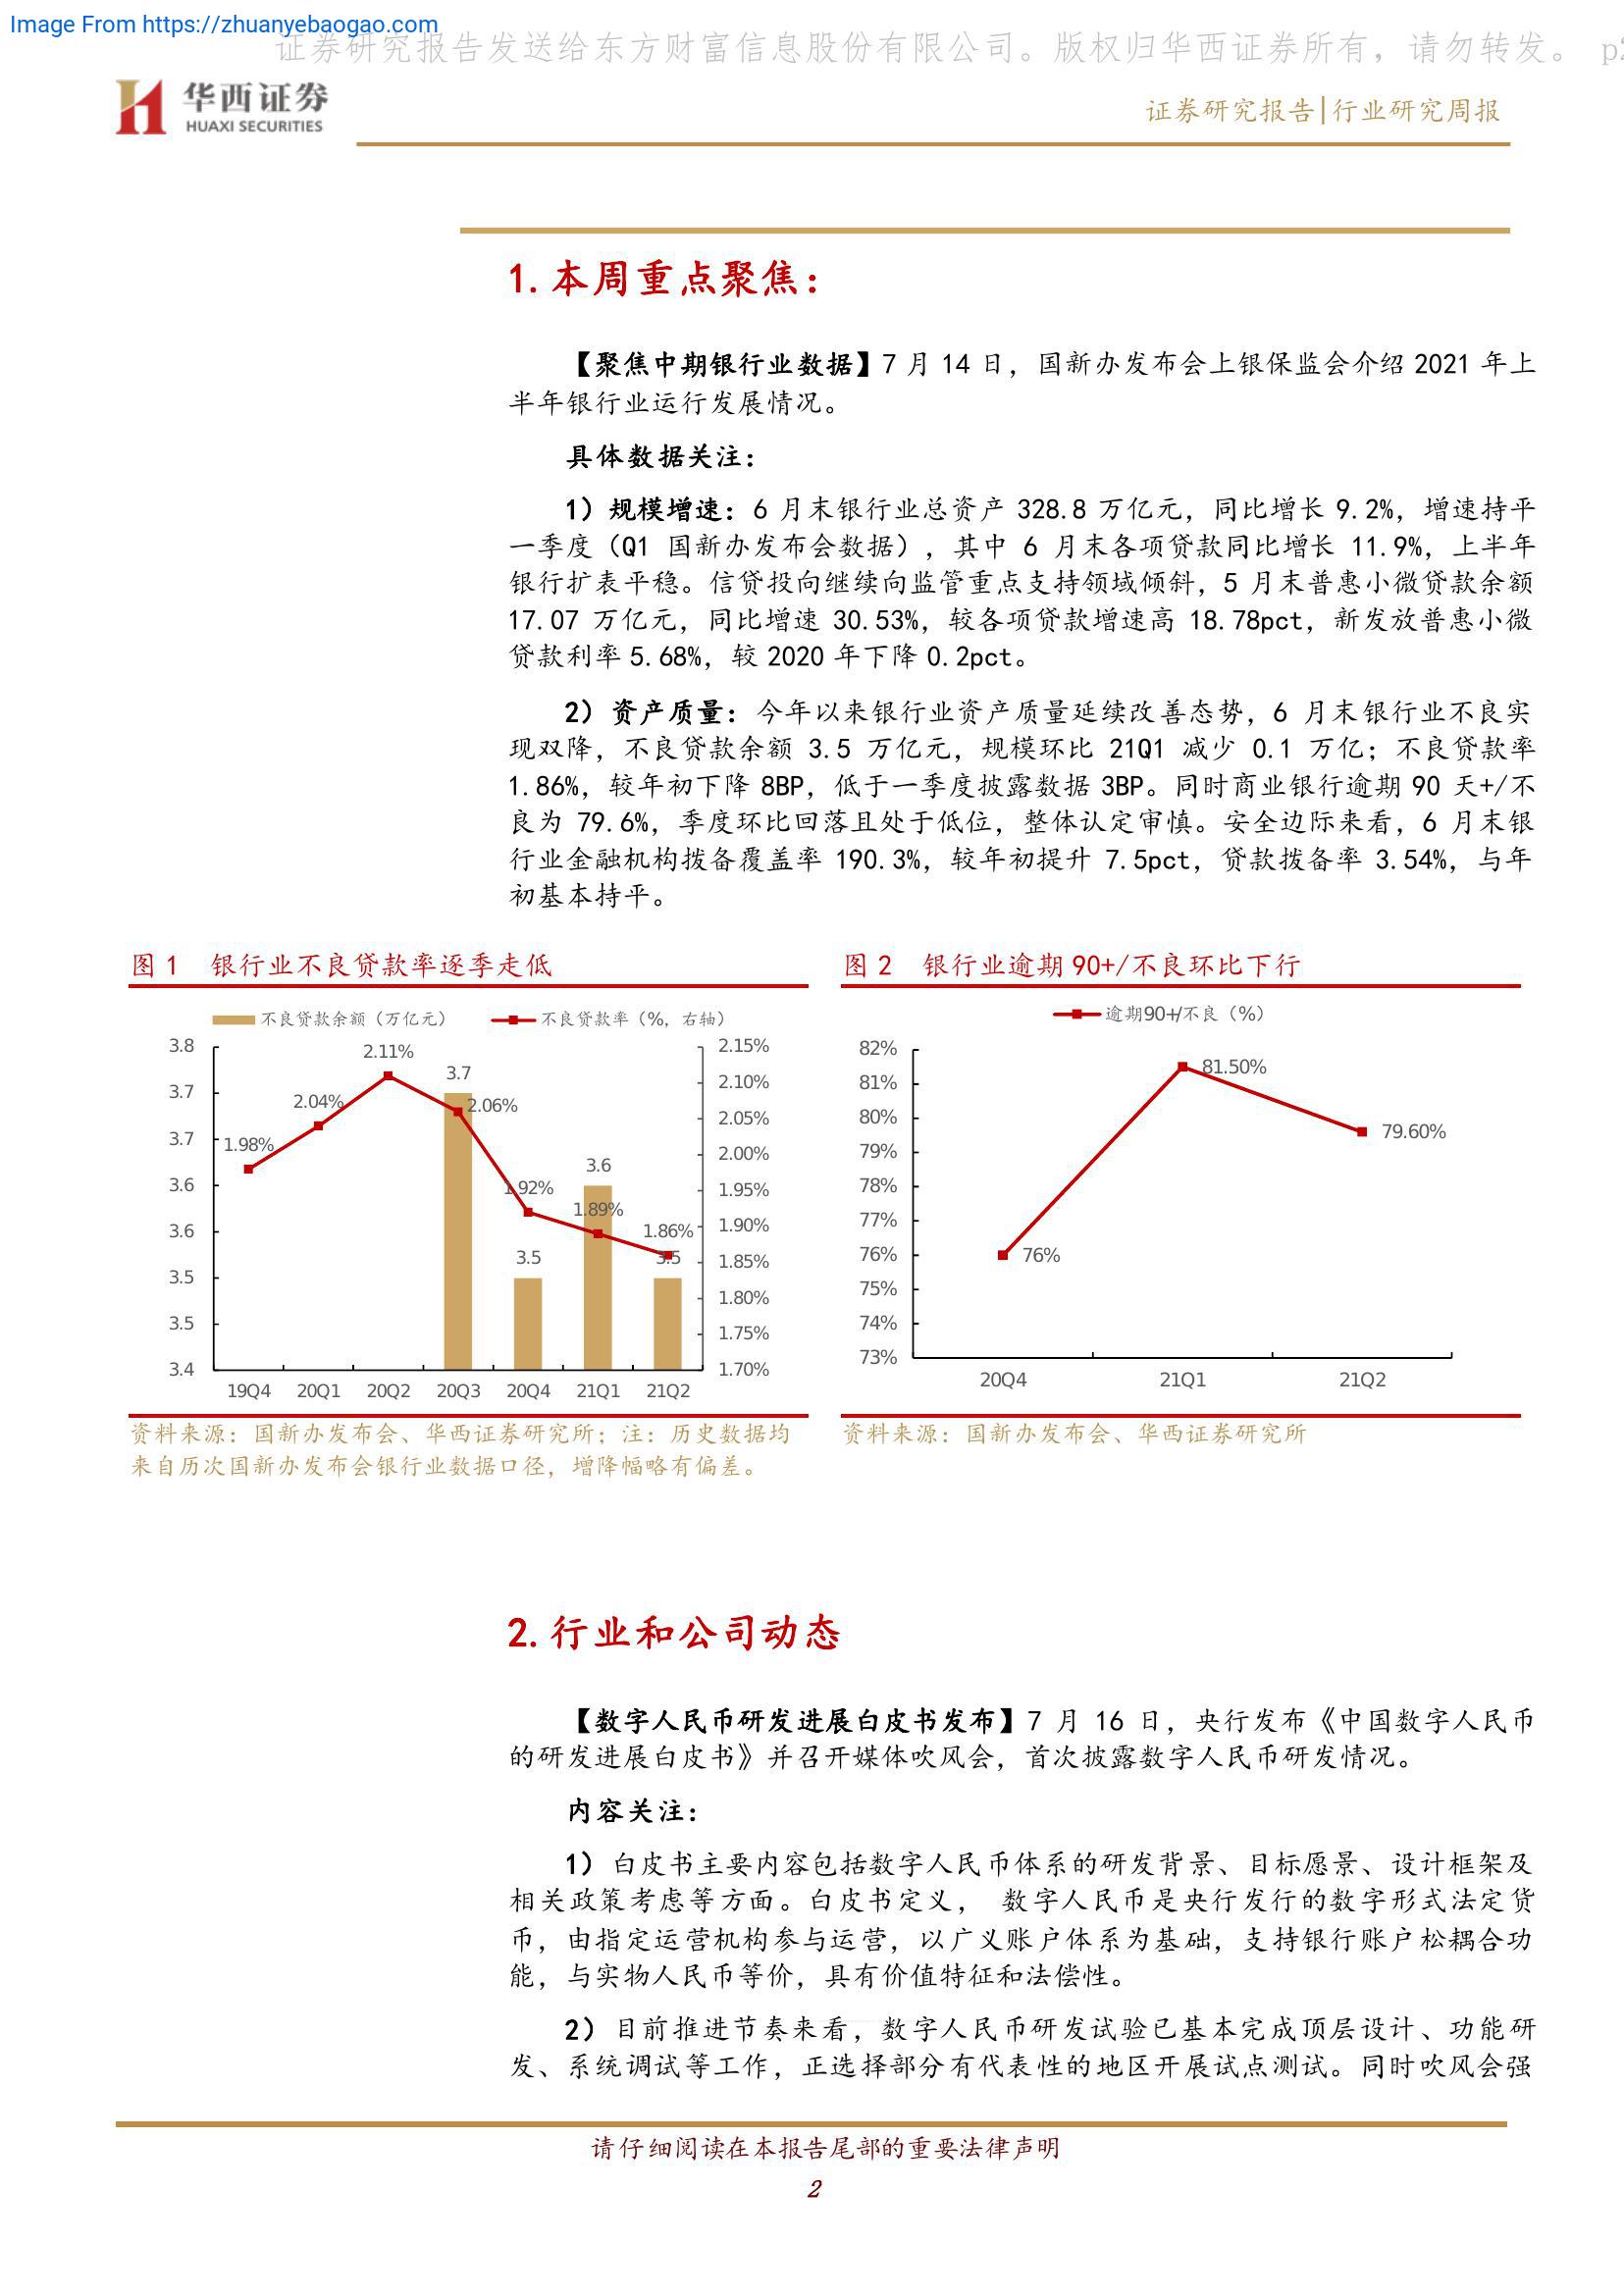 Image From https://zhuanyebaogao.com
证券研究报告发送给东方财富信息股份有限公司。版权归华西证券所有，请勿转发。 p2
华西证券
HUAXI SECURITIES
证券研究报告|行业研究周报
1.本周重点聚焦：
【聚焦中期银行业数据】7 月 14 日，国新办发布会上银保监会介绍 2021 年上
半年银行业运行发展情况。
具体数据关注：
1）规模增速：6 月末银行业总资产 328.8 万亿元，同比增长 9.2%，增速持平
一季度（Q1 国新办发布会数据），其中 6 月末各项贷款同比增长 11.9%，上半年
银行扩表平稳。信贷投向继续向监管重点支持领域倾斜，5 月末普惠小微贷款余额
17.07 万亿元，同比增速 30.53%，较各项贷款增速高 18.78pct，新发放普惠小微
贷款利率 5.68%，较 2020 年下降 0.2pct。
2）资产质量：今年以来银行业资产质量延续改善态势，6 月末银行业不良实
现双降，不良贷款余额 3.5 万亿元，规模环比 21Q1 减少 0.1 万亿；不良贷款率
1.86%，较年初下降 8BP，低于一季度披露数据 3BP。同时商业银行逾期 90 天+/不
良为 79.6%，季度环比回落且处于低位，整体认定审慎。安全边际来看，6 月末银
行业金融机构拨备覆盖率 190.3%，较年初提升 7.5pct，贷款拨备率 3.54%，与年
初基本持平。
图 1 银行业不良贷款率逐季走低
不良贷款余额（万亿元） 不良贷款率（%，右轴）
3.8
3.7
3.7
3.6
3.6
3.5
3.5
3.4
1.98%
2.04%
2.11%
3.7
2.06%
1.92%
3.5
3.6
1.89%
1.86%
3.5
2.15%
2.10%
2.05%
2.00%
1.95%
1.90%
1.85%
1.80%
1.75%
1.70%
19Q4 20Q1 20Q2 20Q3 20Q4 21Q1 21Q2
资料来源：国新办发布会、华西证券研究所；注：历史数据均
来自历次国新办发布会银行业数据口径，增降幅略有偏差。
图 2 银行业逾期 90+/不良环比下行
逾期90+/不良（%）
82%
81%
80%
79%
78%
77%
76%
75%
74%
73%
76%
81.50%
79.60%
20Q4 21Q1 21Q2
资料来源：国新办发布会、华西证券研究所
2.行业和公司动态
【数字人民币研发进展白皮书发布】7 月 16 日，央行发布《中国数字人民币
的研发进展白皮书》并召开媒体吹风会，首次披露数字人民币研发情况。
内容关注：
1）白皮书主要内容包括数字人民币体系的研发背景、目标愿景、设计框架及
相关政策考虑等方面。白皮书定义， 数字人民币是央行发行的数字形式法定货
币，由指定运营机构参与运营，以广义账户体系为基础，支持银行账户松耦合功
能，与实物人民币等价，具有价值特征和法偿性。
2）目前推进节奏来看，数字人民币研发试验已基本完成顶层设计、功能研
发、系统调试等工作，正选择部分有代表性的地区开展试点测试。同时吹风会强
请仔细阅读在本报告尾部的重要法律声明
2